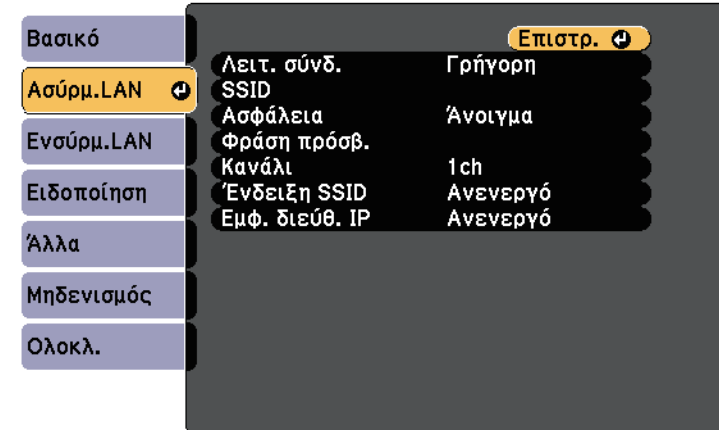 Βασικό
Ασύρμ.LAN
Ενσύρμ.LAN
Ειδοποίηση
Άλλα
Μηδενισμός
Ολοκλ.
Επιστρ.
Λειτ. σύνδ. Γρήγορη
SSID
Ασφάλεια Άνοιγμα
Φράση πρόσβ.
Κανάλι 1ch
Ένδειξη SSID Ανενεργό
Εμφ. διεύθ. IP Ανενεργό